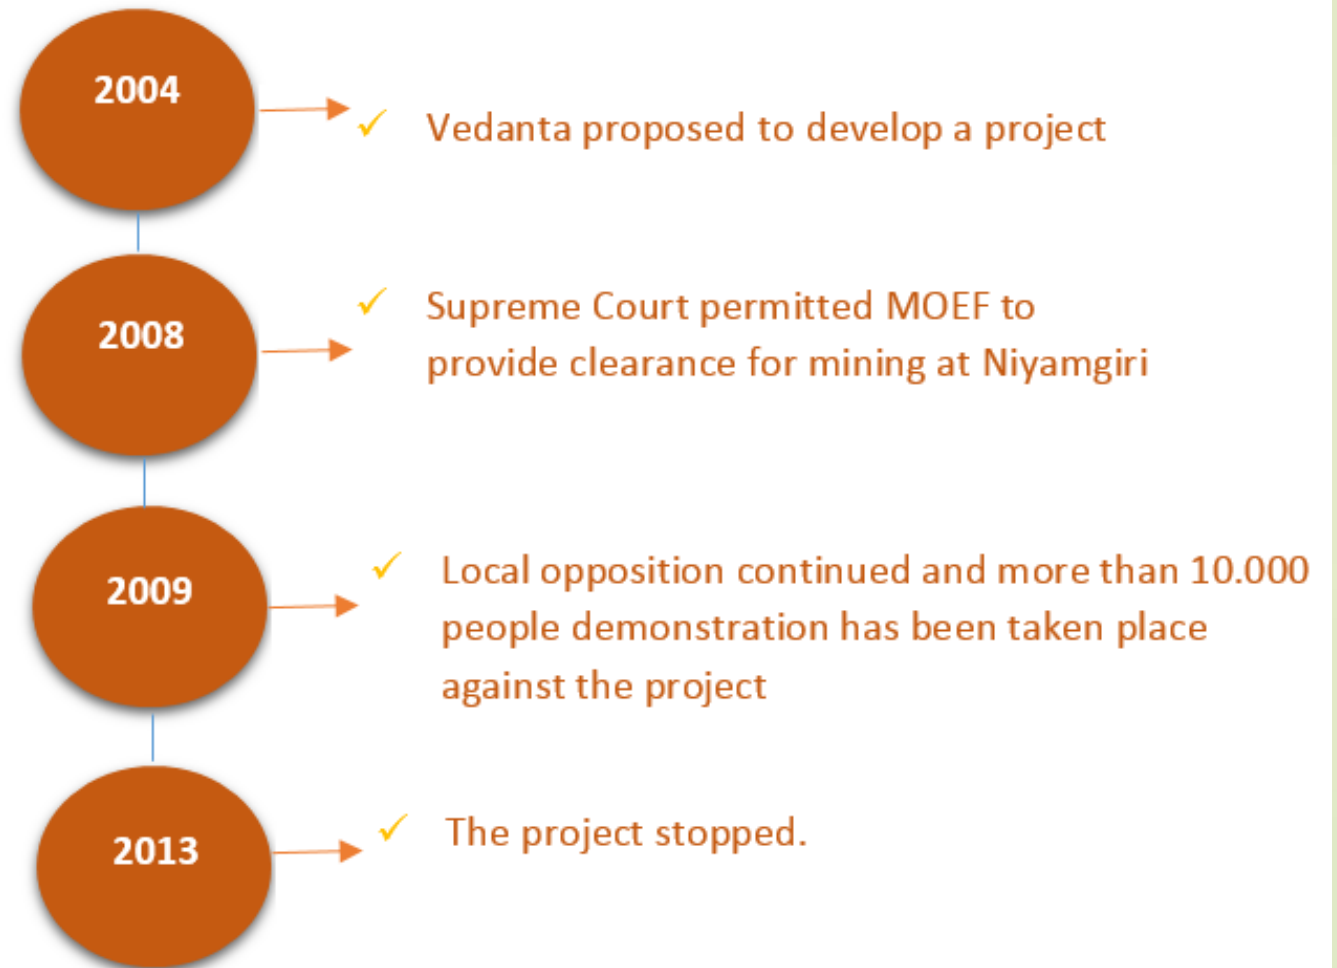 2004
✓ Vedanta proposed to develop a project
2008
✓ Supreme Court permitted MOEF to
provide clearance for mining at Niyamgiri
2009
✓ Local opposition continued and more than 10.000
people demonstration has been taken place
against the project
2013
✓ The project stopped.